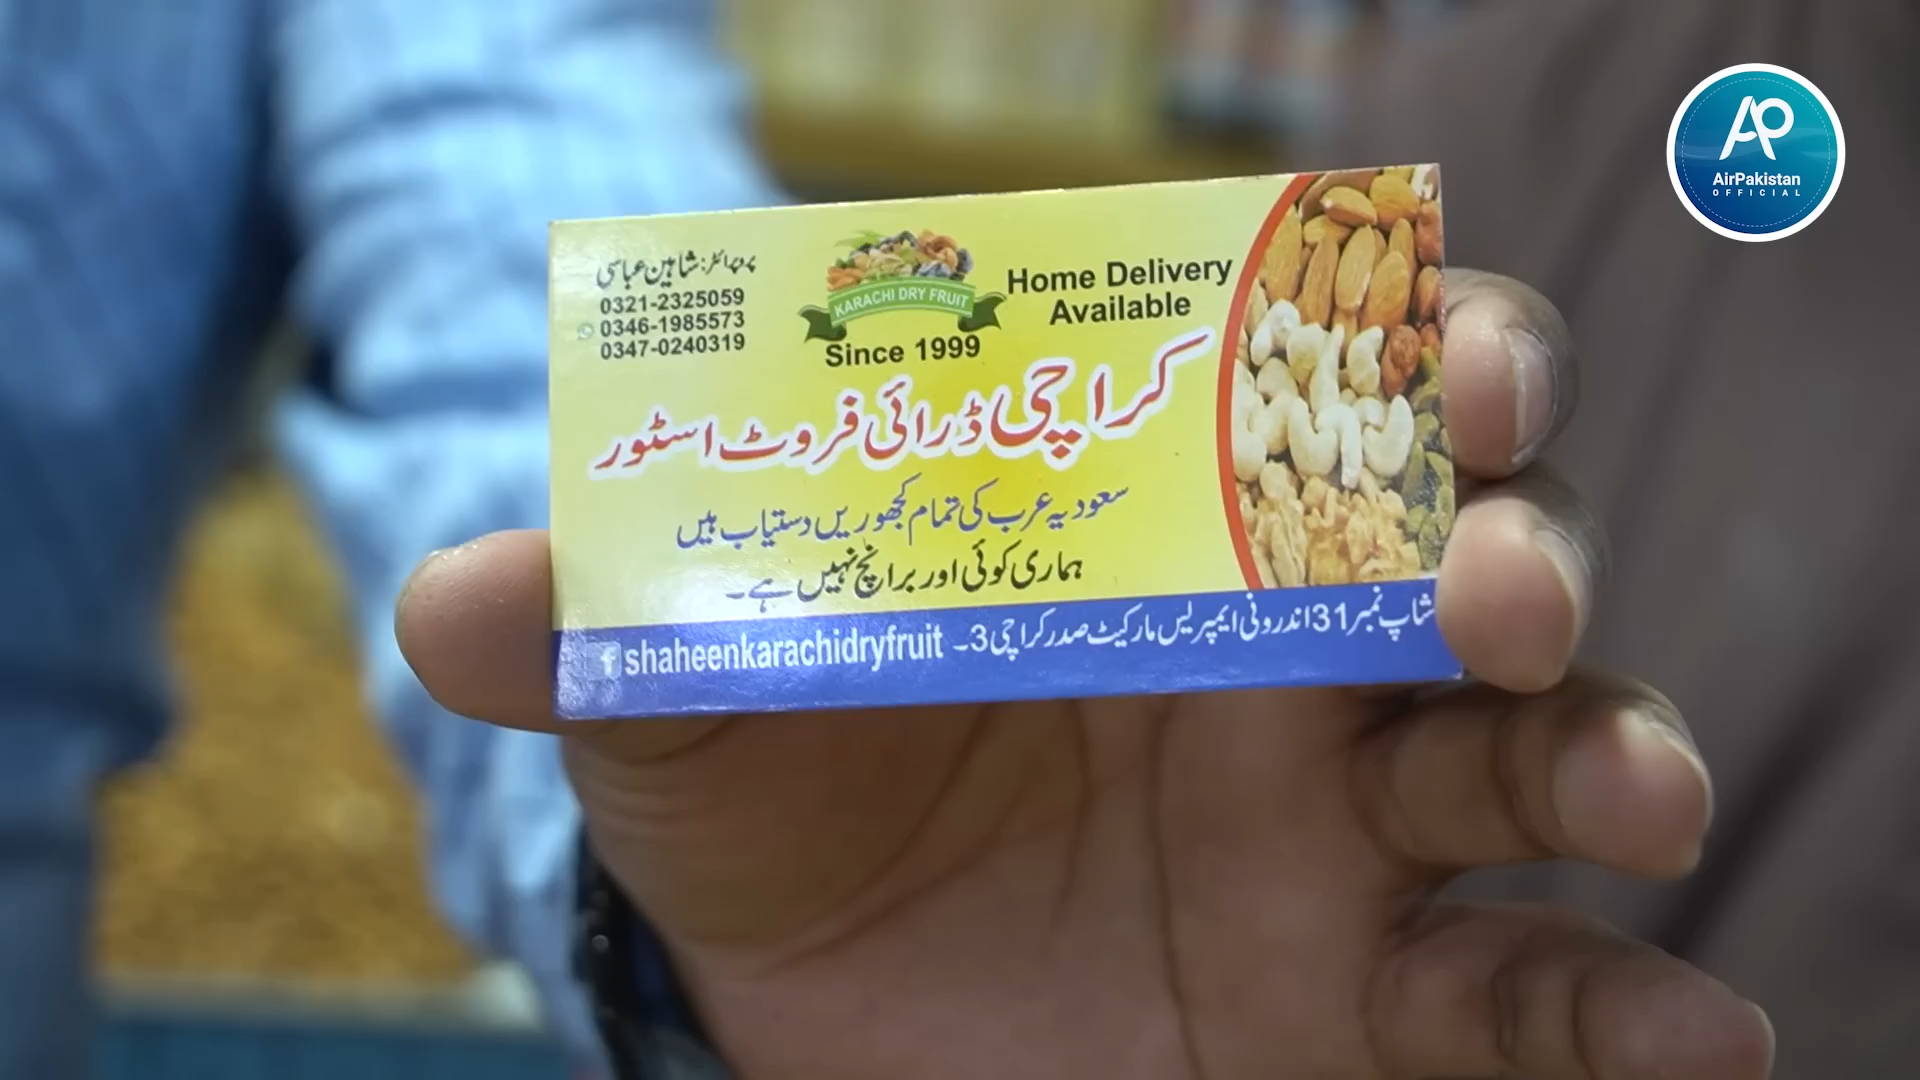 AP
AirPakistan
OFFICIAL
پروپرائٹر: شاہین عباسی
0321-2325059
0346-1985573
0347-0240319
KARACHI DRY FRUIT
Since 1999
Home Delivery
Available
کراچی ڈرائی فروٹ اسٹور
سعودیہ عرب کی تمام کھجوریں دستیاب ہیں
ہماری کوئی اور برانچ نہیں ہے۔
شاپ نمبر 31 اندرونی ایمپریس مارکیٹ صدر کراچی 3۔
f shaheenkarachidryfruit